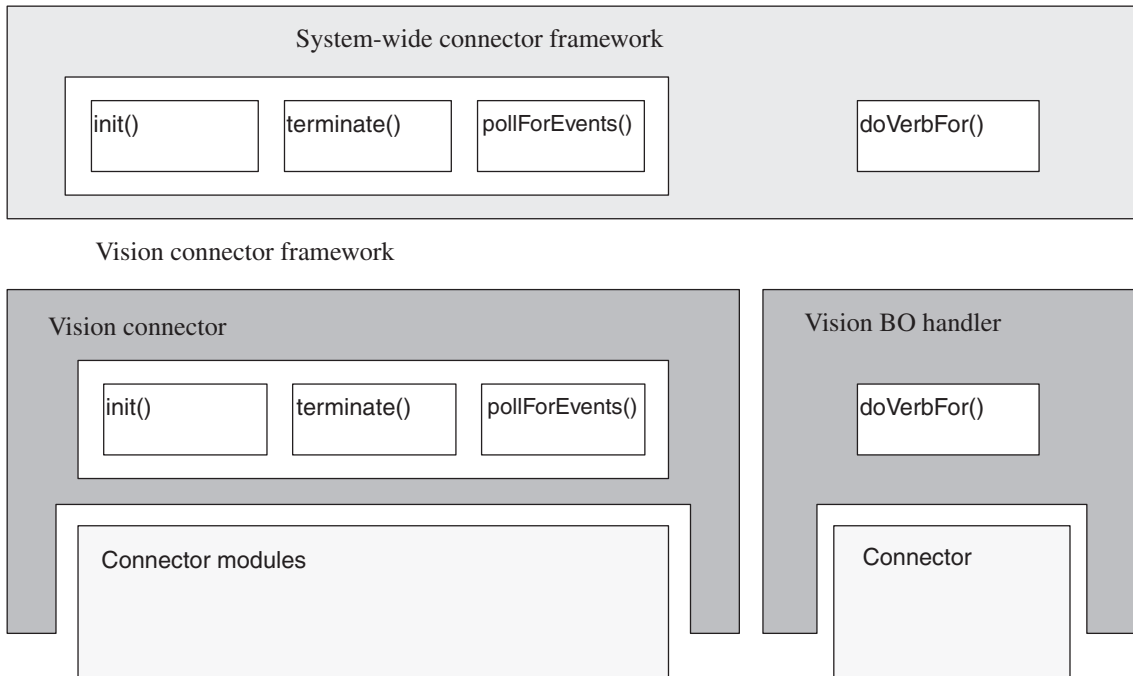 System-wide connector framework
init()
terminate()
pollForEvents()
doVerbFor()
Vision connector framework
Vision connector
init()
terminate()
pollForEvents()
Connector modules
Vision BO handler
doVerbFor()
Connector